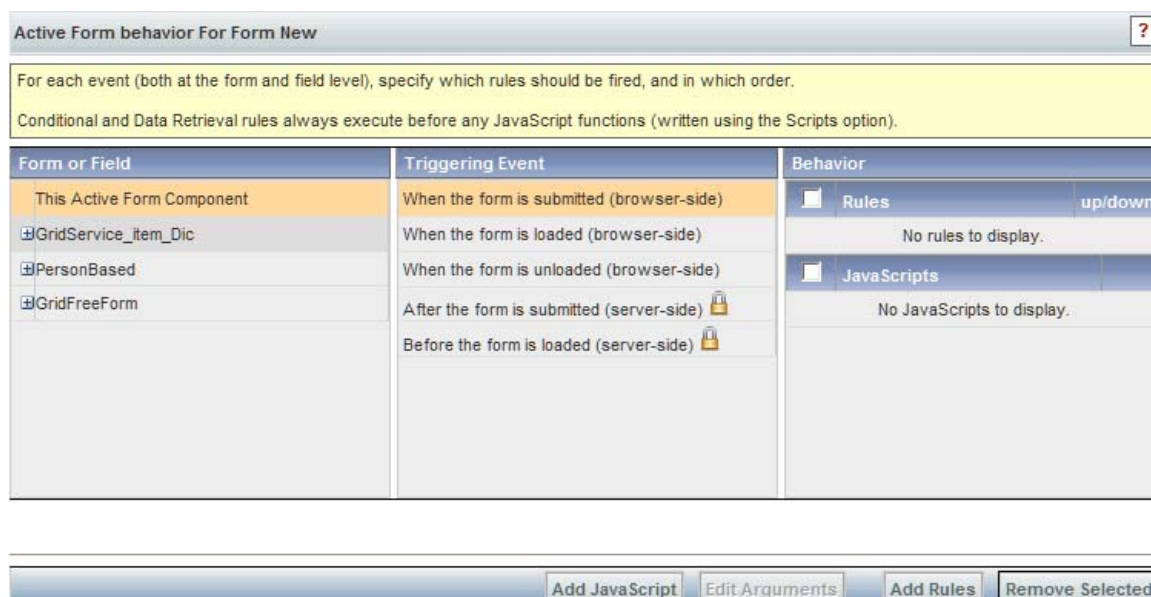 Active Form behavior For Form New
?
For each event (both at the form and field level), specify which rules should be fired, and in which order.
Conditional and Data Retrieval rules always execute before any JavaScript functions (written using the Scripts option).
Form or Field
This Active Form Component
GridService_item_Dic
PersonBased
GridFreeForm
Triggering Event
When the form is submitted (browser-side)
When the form is loaded (browser-side)
When the form is unloaded (browser-side)
After the form is submitted (server-side)
Before the form is loaded (server-side)
Behavior
Rules up/down
No rules to display.
JavaScripts
No JavaScripts to display.
Add JavaScript Edit Arguments Add Rules Remove Selected